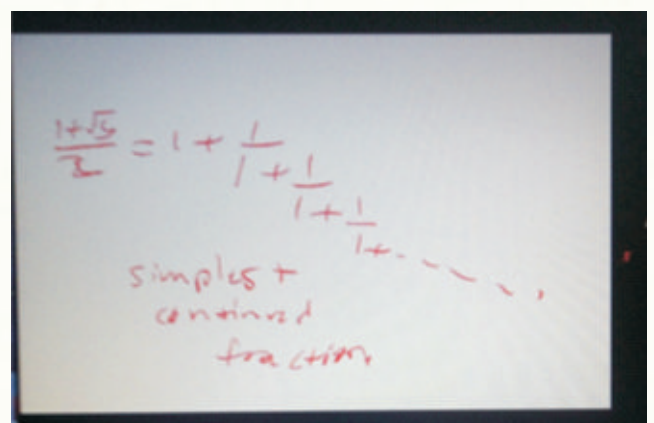 (1+√5)/2 = 1 + 1/(1 + 1/(1 + 1/(1 + ------.
simplest
continued
fraction.